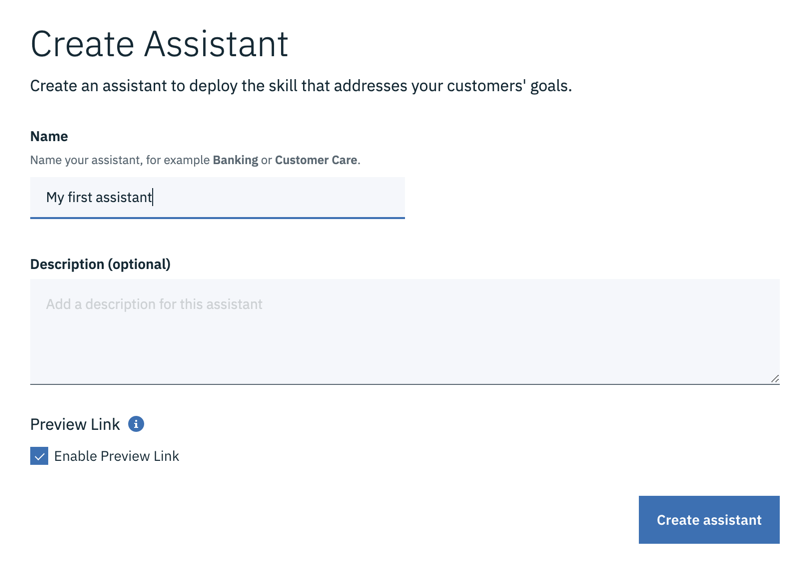 Create Assistant
Create an assistant to deploy the skill that addresses your customers' goals.
Name
Name your assistant, for example Banking or Customer Care.
My first assistant
Description (optional)
Add a description for this assistant
Preview Link
Enable Preview Link
Create assistant